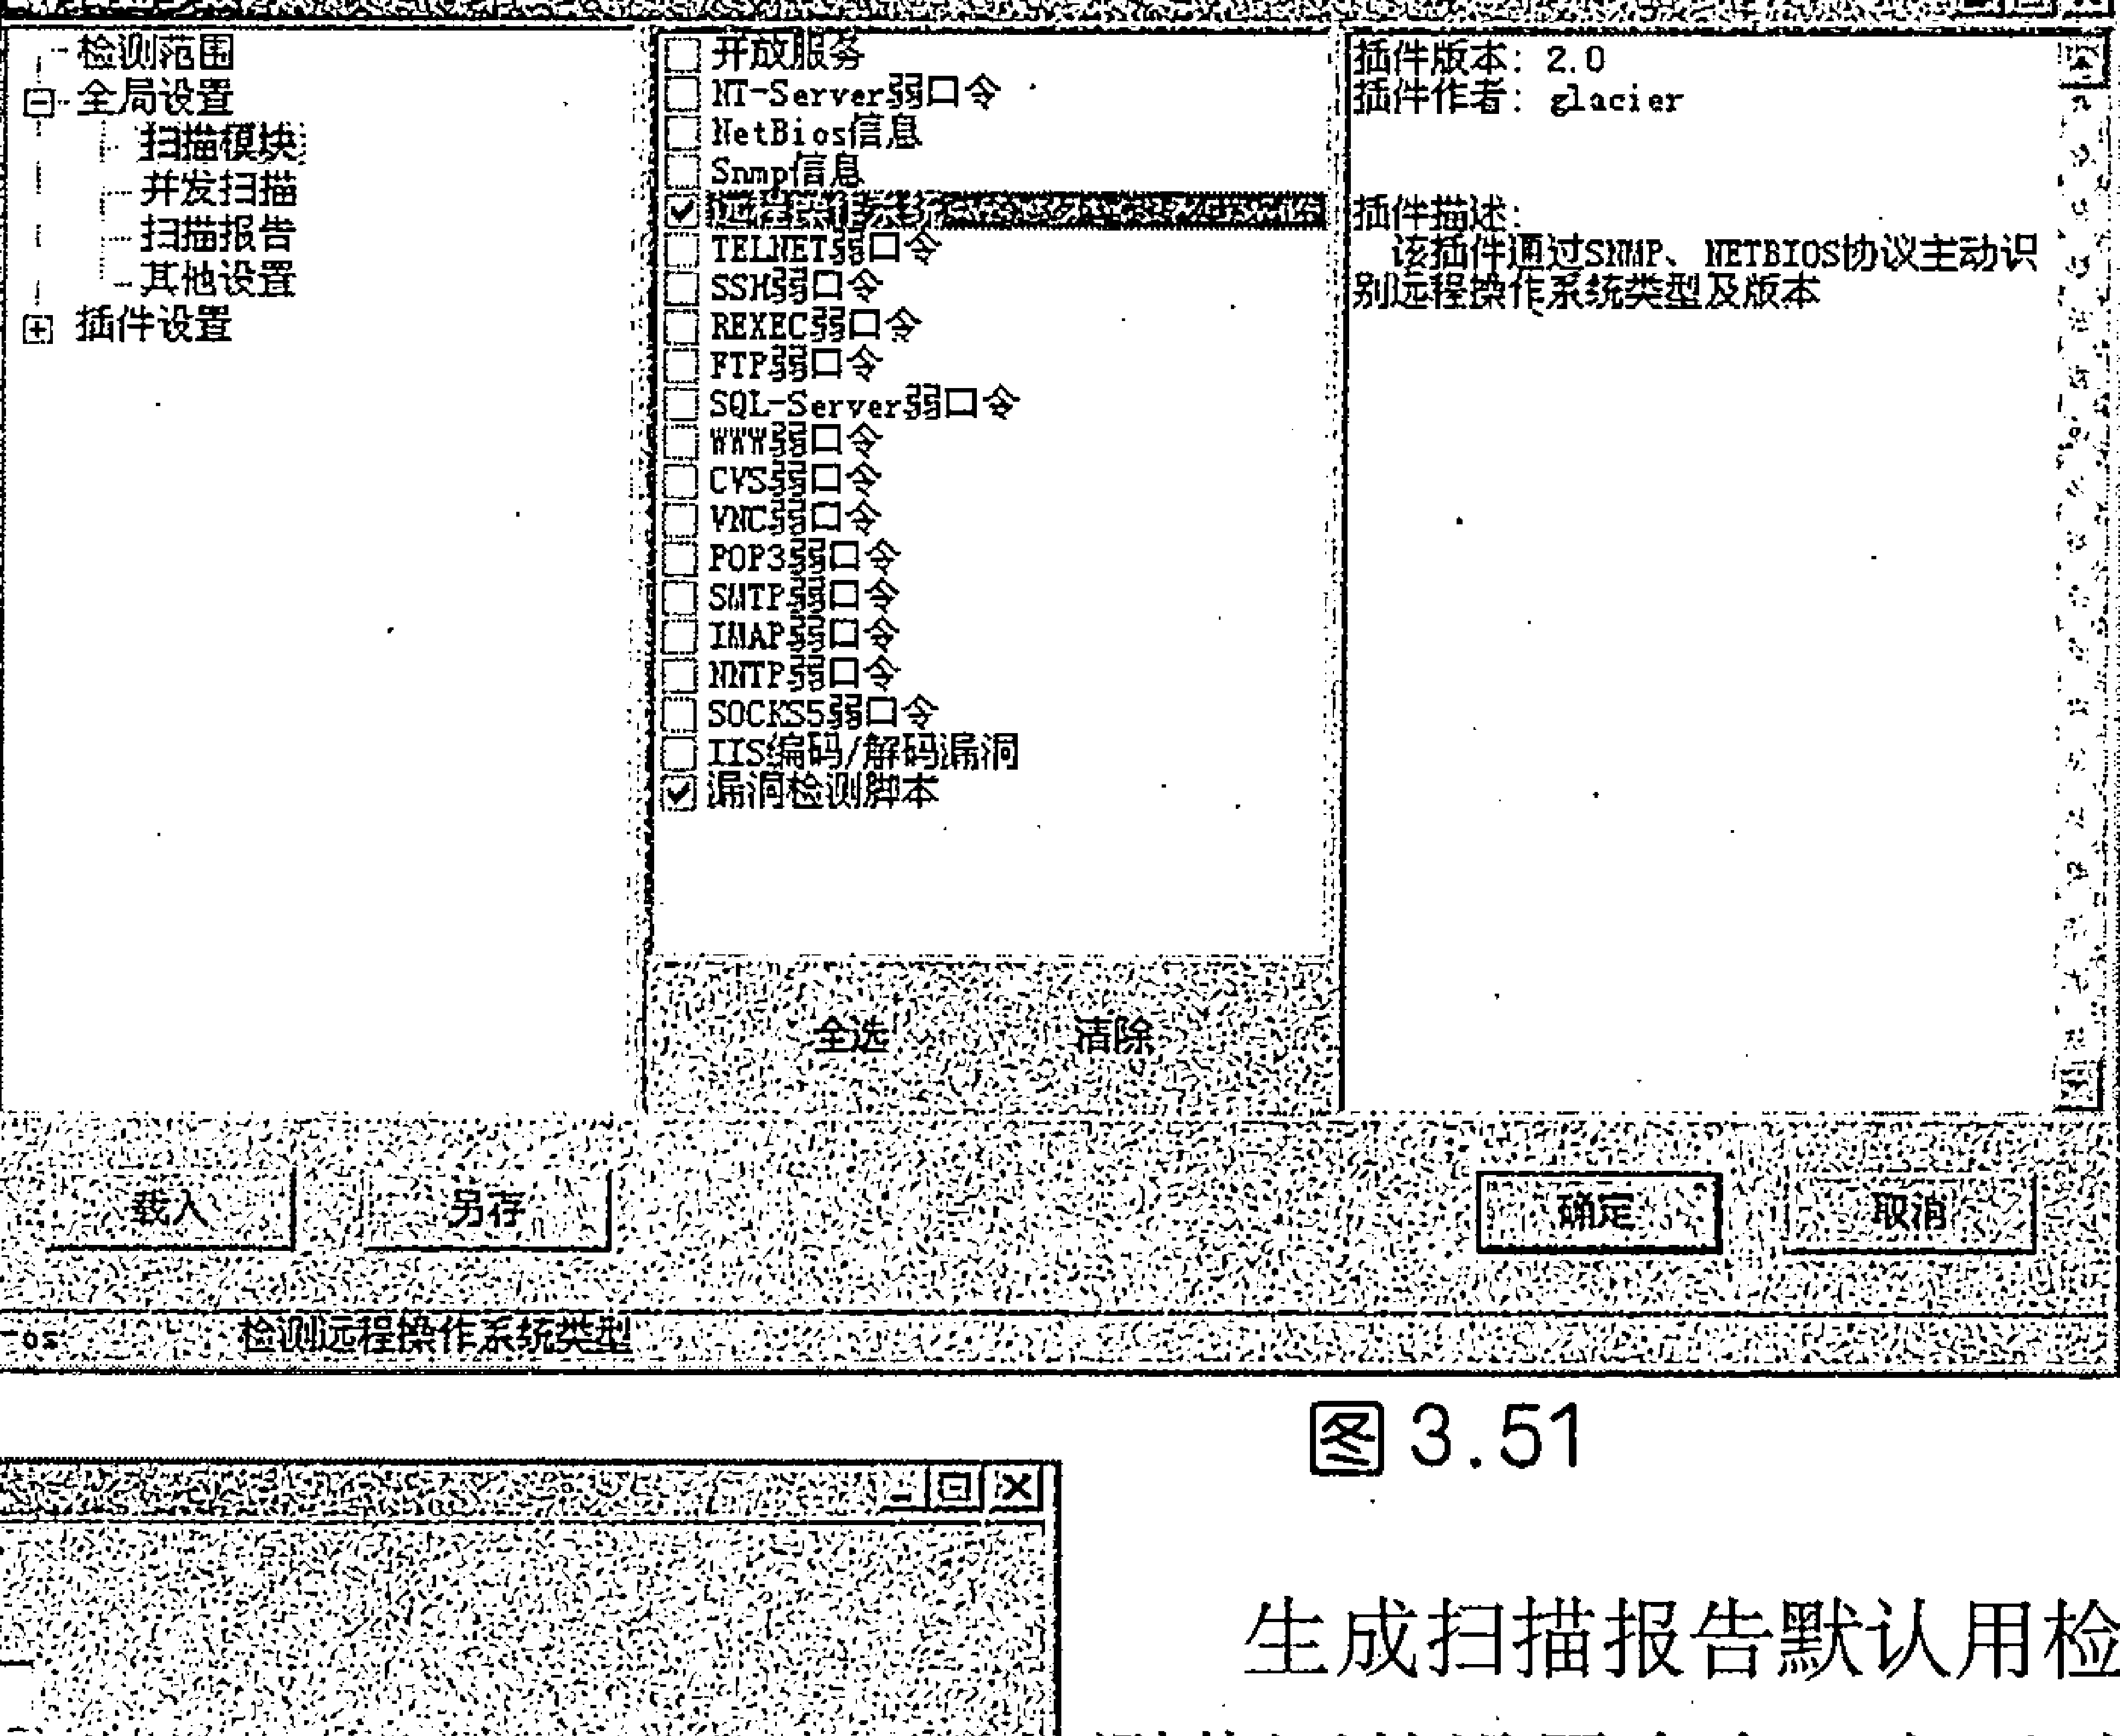 检测范围
全局设置
扫描模块
并发扫描
扫描报告
其他设置
插件设置
开放服务
NT-Server弱口令
NetBios信息
Snmp信息
远程操作系统
TELNET弱口令
SSH弱口令
REXEC弱口令
FTP弱口令
SQL-Server弱口令
WWW弱口令
CVS弱口令
VNC弱口令
POP3弱口令
SMTP弱口令
IMAP弱口令
NNTP弱口令
SOCKS5弱口令
IIS编码/解码漏洞
漏洞检测脚本
全选 清除
插件版本: 2.0
插件作者: glacier
插件描述:
该插件通过SNMP、NETBIOS协议主动识
别远程操作系统类型及版本
载入 另存 确定 取消
-os 检测远程操作系统类型
图 3.51
生成扫描报告默认用检